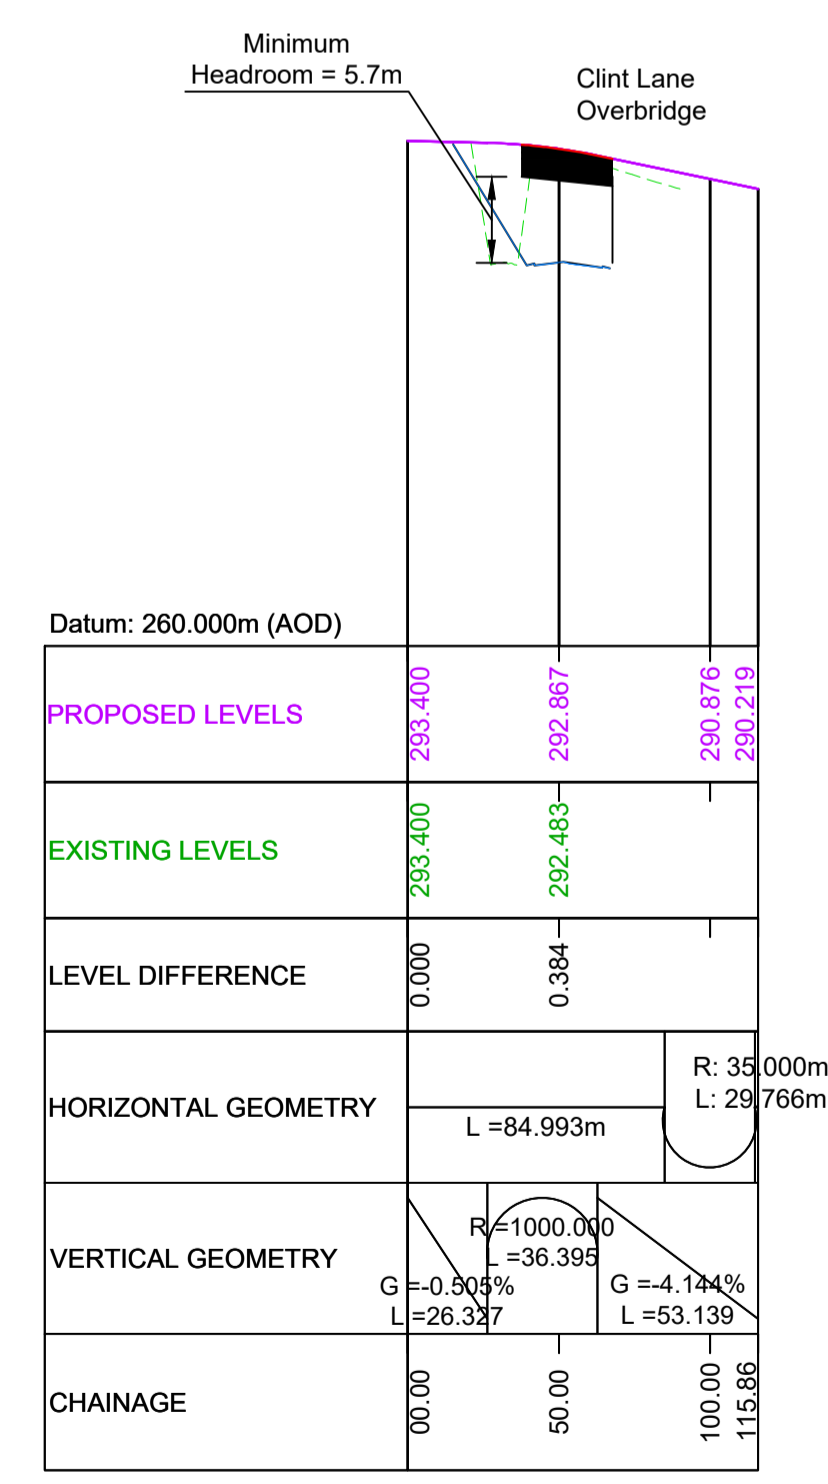 Minimum
Headroom = 5.7m
Clint Lane
Overbridge
Datum: 260.000m (AOD)
PROPOSED LEVELS
293.400
292.867
290.876
290.219
EXISTING LEVELS
293.400
292.483
LEVEL DIFFERENCE
0.000
0.384
HORIZONTAL GEOMETRY
L =84.993m
R: 35.000m
L: 29.766m
VERTICAL GEOMETRY
G =-0.505%
L =26.327
R =1000.000
L =36.395
G =-4.144%
L =53.139
CHAINAGE
00.00
50.00
100.00
115.86